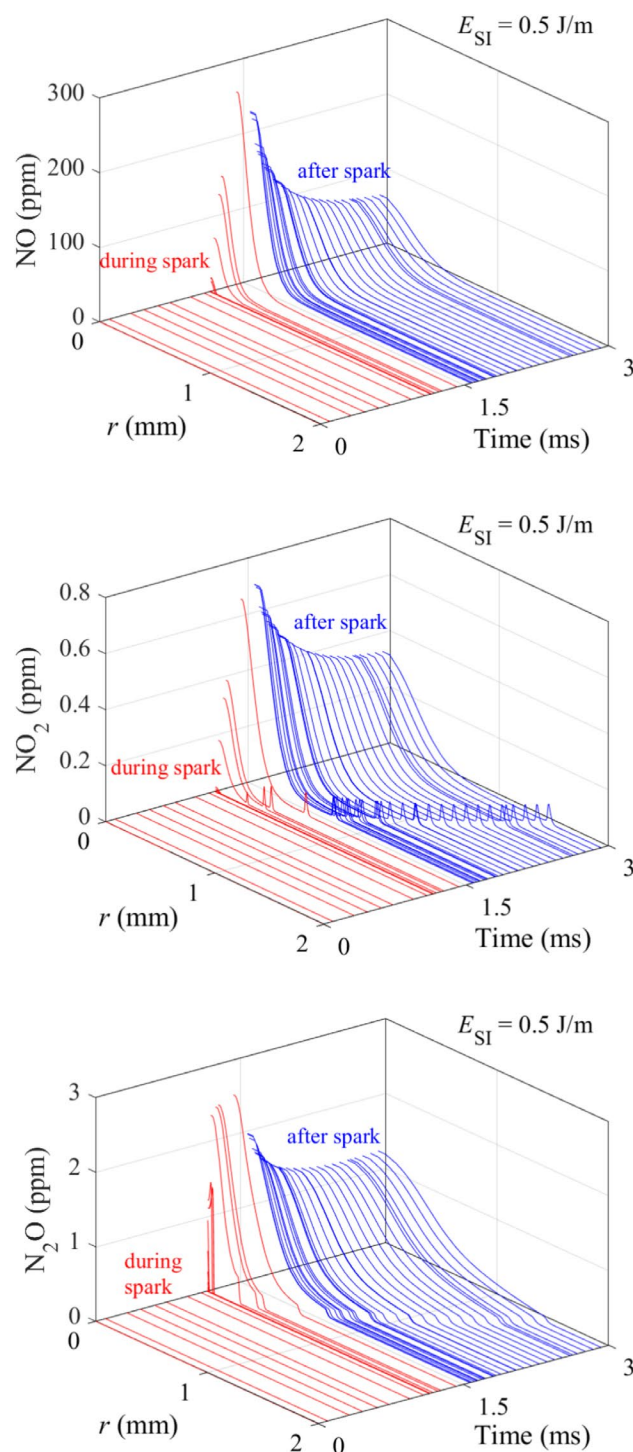 E_SI = 0.5 J/m
300
200
100
0
NO (ppm)
after spark
during spark
0
1
2
r (mm)
0
1.5
3
Time (ms)
E_SI = 0.5 J/m
0.8
0.6
0.4
0.2
0
NO₂ (ppm)
after spark
during spark
0
1
2
r (mm)
0
1.5
3
Time (ms)
E_SI = 0.5 J/m
3
2
1
0
N₂O (ppm)
after spark
during
spark
0
1
2
r (mm)
0
1.5
3
Time (ms)